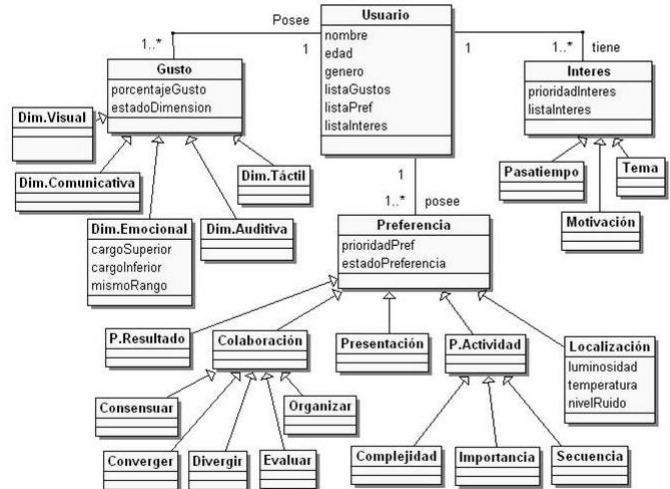 Usuario
nombre
edad
genero
listaGustos
listaPref
listaInteres
Posee
1..*
1
Gusto
porcentajeGusto
estadoDimension
1
1..*
tiene
Interes
prioridadInteres
listaInteres
Dim.Visual
Dim.Comunicativa
Dim.Emocional
cargoSuperior
cargoInferior
mismoRango
Dim.Auditiva
Dim.Táctil
Pasatiempo
Motivación
Tema
1
1..*
posee
Preferencia
prioridadPref
estadoPreferencia
P.Resultado
Colaboración
Presentación
P.Actividad
Localización
luminosidad
temperatura
nivelRuido
Consensuar
Converger
Divergir
Evaluar
Organizar
Complejidad
Importancia
Secuencia